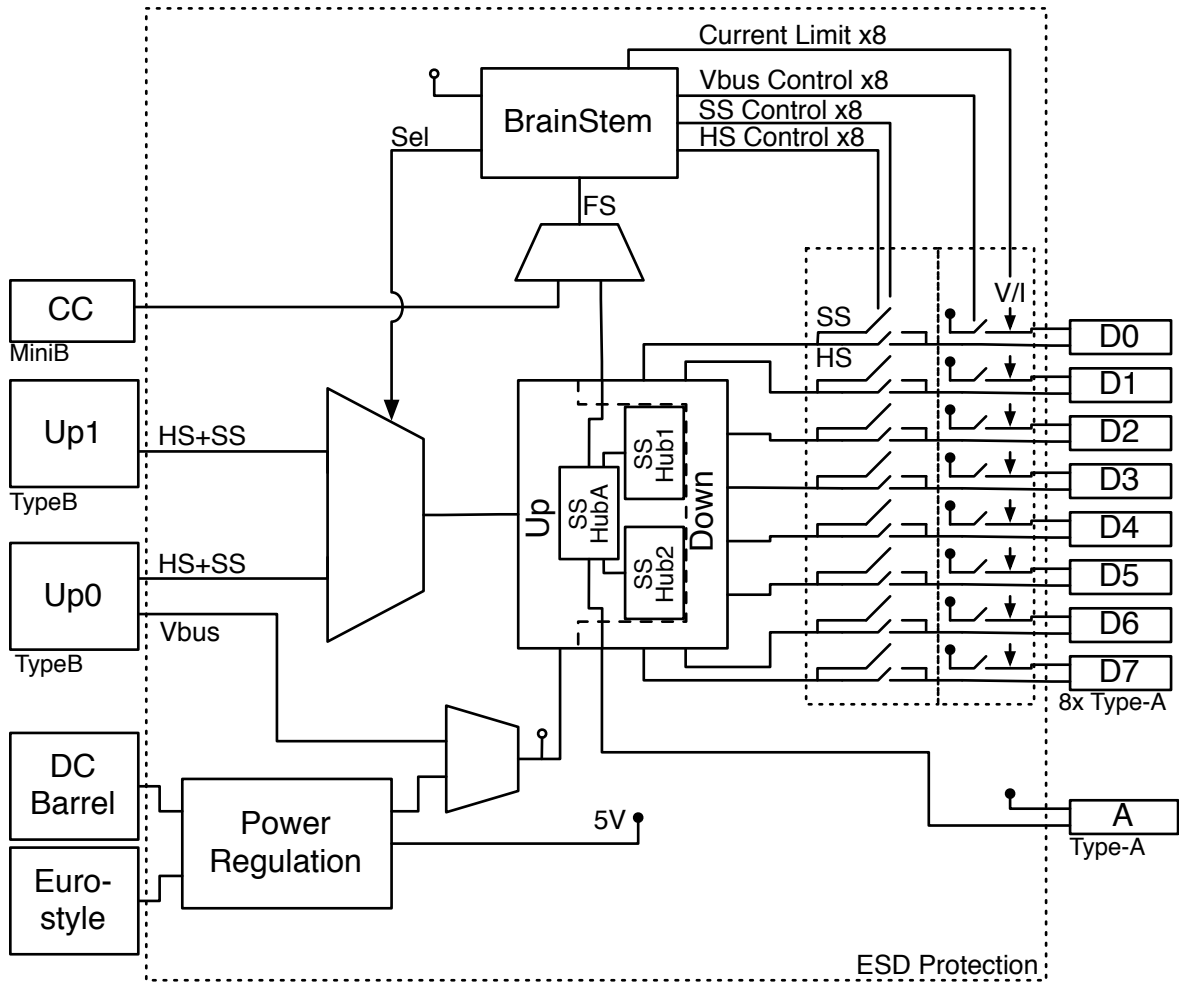 Current Limit x8
Vbus Control x8
BrainStem
SS Control x8
HS Control x8
Sel
FS
CC
MiniB
V/I
SS
HS
D0
D1
D2
D3
D4
D5
D6
D7
8x Type-A
Up1
HS+SS
TypeB
Up0
HS+SS
Vbus
TypeB
Up
SS
HubA
SS
Hub1
SS
Hub2
Down
DC
Barrel
Power
Regulation
5V
A
Type-A
Euro-
style
ESD Protection